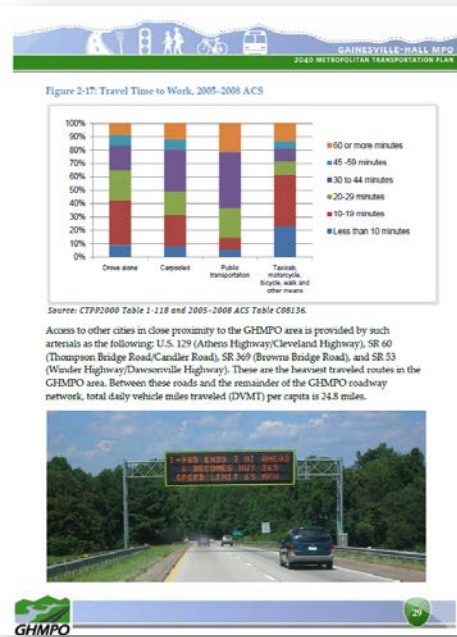 GAINESVILLE-HALL MPO
2040 METROPOLITAN TRANSPORTATION PLAN
Figure 2-17: Travel Time to Work, 2005–2008 ACS
100%
90%
80%
70%
60%
50%
40%
30%
20%
10%
0%
Drove alone
Carpooled
Public
transportation
Taxicab,
motorcycle,
bicycle, walk and
other means
60 or more minutes
45 -59 minutes
30 to 44 minutes
20-29 minutes
10-19 minutes
Less than 10 minutes
Source: CTPP2000 Table 1-118 and 2005-2008 ACS Table C08136.
Access to other cities in close proximity to the GHMPO area is provided by such
arterials as the following: U.S. 129 (Athens Highway/Cleveland Highway), SR 60
(Thompson Bridge Road/Candler Road), SR 369 (Browns Bridge Road), and SR 53
(Winder Highway/Dawsonville Highway). These are the heaviest traveled routes in the
GHMPO area. Between these roads and the remainder of the GHMPO roadway
network, total daily vehicle miles traveled (DVMT) per capita is 24.8 miles.
I-985 ENDS 3 MI AHEAD
& BECOMES HWY 365
SPEED LIMIT 65 MPH
GHMPO
29